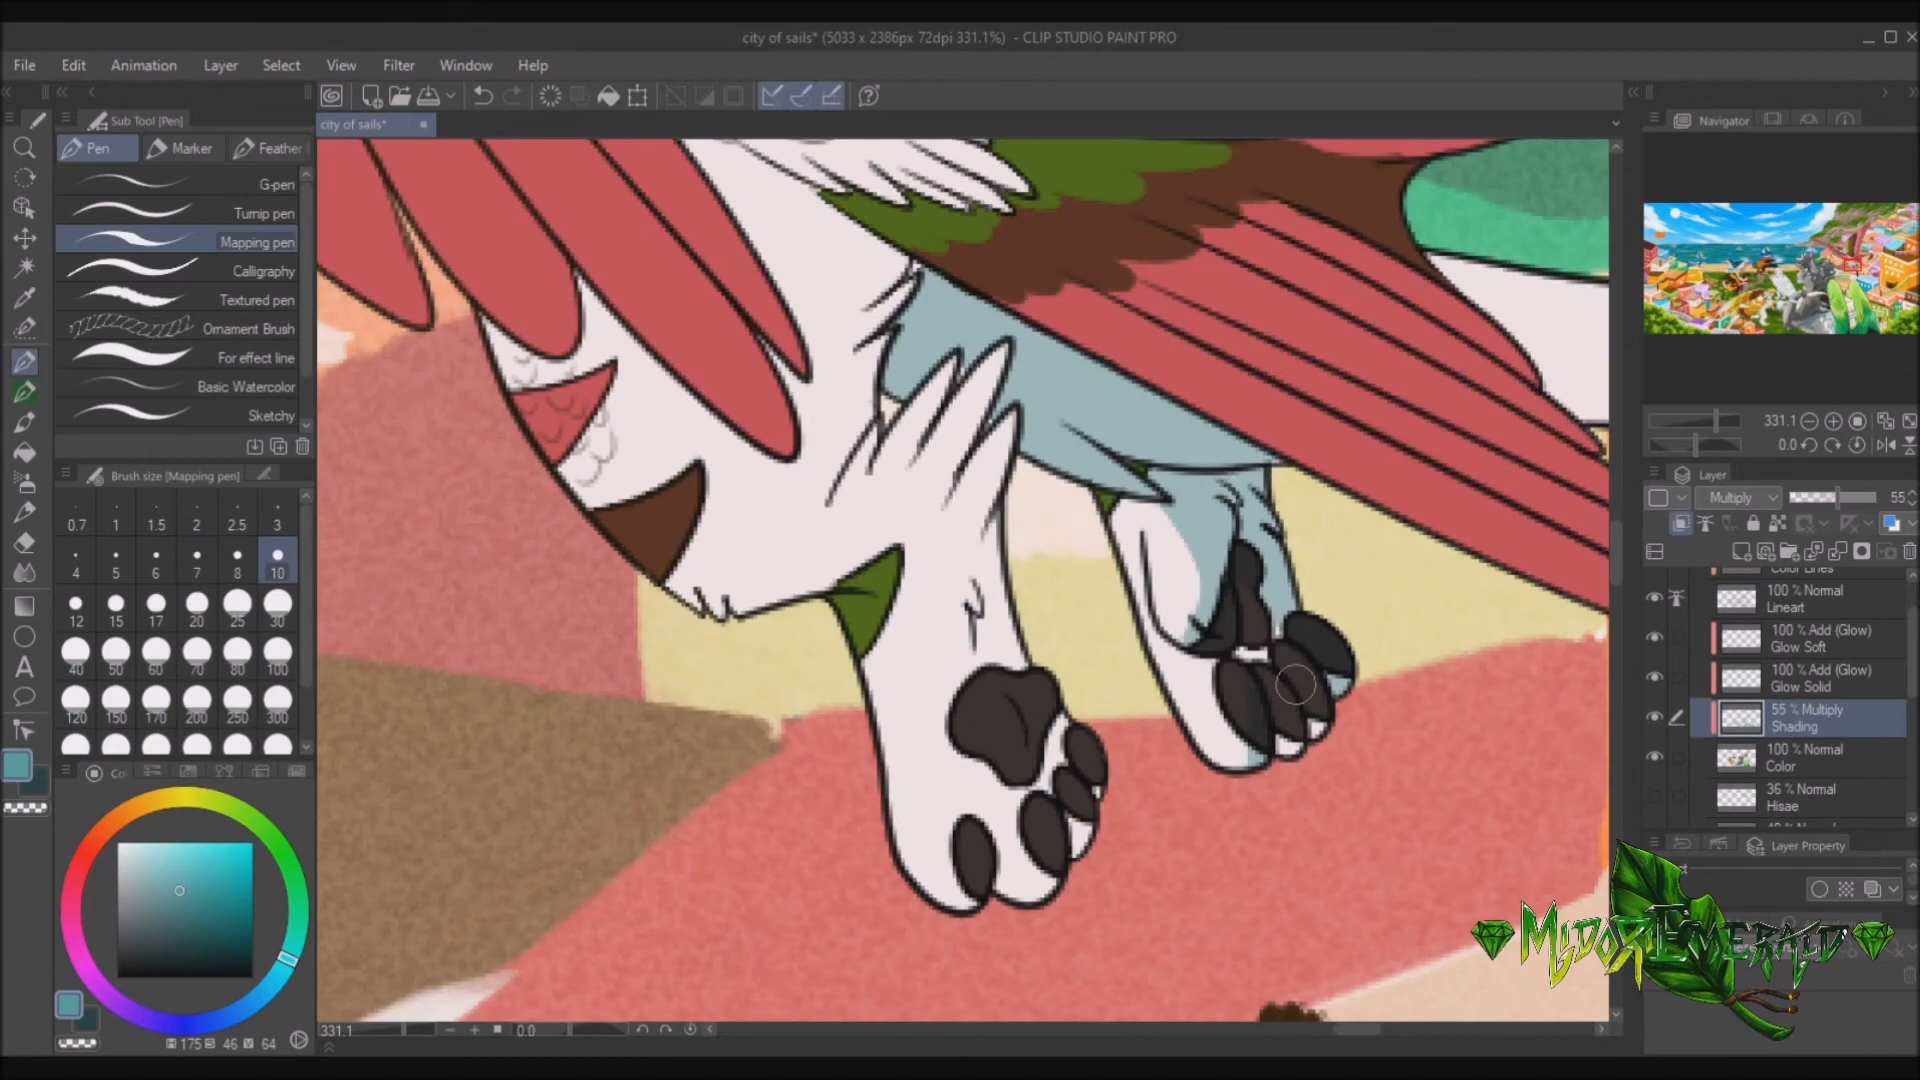 city of sails* (5033 x 2386px 72dpi 331.1%) - CLIP STUDIO PAINT PRO
File Edit Animation Layer Select View Filter Window Help
Sub Tool [Pen]
Pen Marker Feather
G-pen
Turnip pen
Mapping pen
Calligraphy
Textured pen
Ornament Brush
For effect line
Basic Watercolor
Sketchy
Brush size [Mapping pen]
0.7 1 1.5 2 2.5 3
4 5 6 7 8 10
12 15 17 20 25 30
40 50 60 70 80 100
120 150 170 200 250 300
Co
175 46 V 64
city of sails*
331.1 0.0
Navigator
331.1
0.0
Layer
Multiply 55
Color Lines
100 % Normal
Lineart
100 % Add (Glow)
Glow Soft
100 % Add (Glow)
Glow Solid
55 % Multiply
Shading
100 % Normal
Color
36 % Normal
Hisae
Layer Property
MidoriEmerald